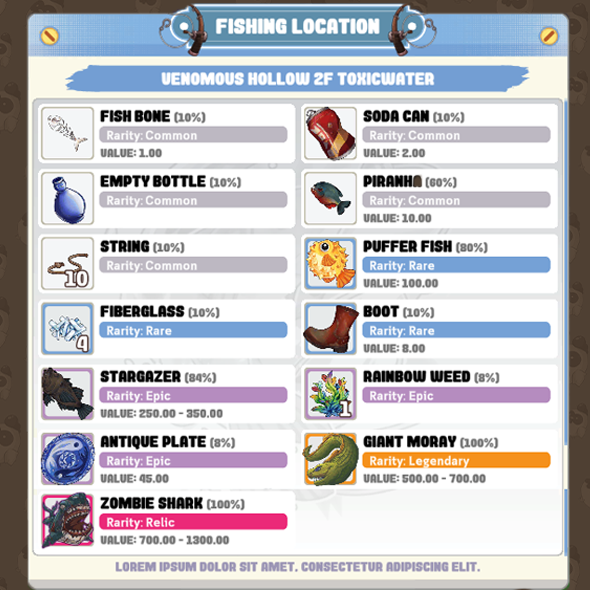 FISHING LOCATION
VENOMOUS HOLLOW 2F TOXICWATER
FISH BONE (10%)
Rarity: Common
VALUE: 1.00
SODA CAN (10%)
Rarity: Common
VALUE: 2.00
EMPTY BOTTLE (10%)
Rarity: Common
PIRANHA (60%)
Rarity: Common
VALUE: 10.00
STRING (10%)
Rarity: Common
10
PUFFER FISH (80%)
Rarity: Rare
VALUE: 100.00
FIBERGLASS (10%)
Rarity: Rare
9
BOOT (10%)
Rarity: Rare
VALUE: 8.00
STARGAZER (84%)
Rarity: Epic
VALUE: 250.00 - 350.00
RAINBOW WEED (8%)
Rarity: Epic
1
ANTIQUE PLATE (8%)
Rarity: Epic
VALUE: 45.00
GIANT MORAY (100%)
Rarity: Legendary
VALUE: 500.00 - 700.00
ZOMBIE SHARK (100%)
Rarity: Relic
VALUE: 700.00 - 1300.00
LOREM IPSUM DOLOR SIT AMET. CONSECTETUR ADIPISCING ELIT.